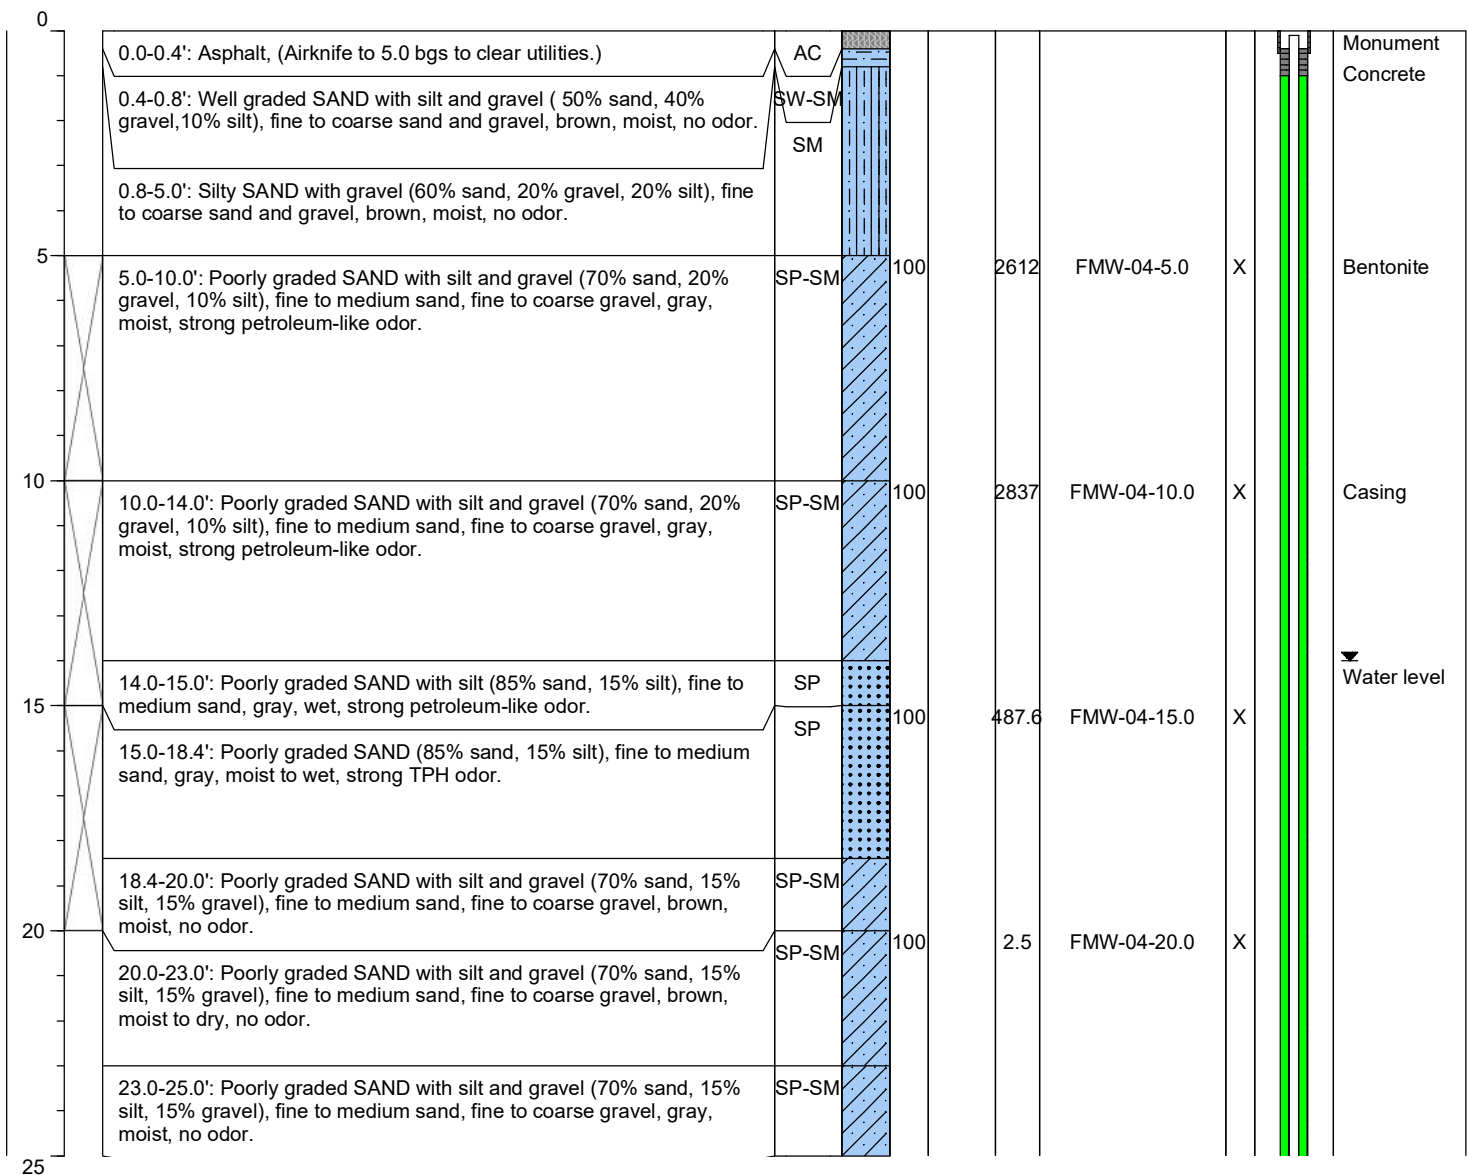 0
0.0-0.4': Asphalt, (Airknife to 5.0 bgs to clear utilities.)
AC
Monument
Concrete
0.4-0.8': Well graded SAND with silt and gravel ( 50% sand, 40%
gravel,10% silt), fine to coarse sand and gravel, brown, moist, no odor.
SW-SM
SM
0.8-5.0': Silty SAND with gravel (60% sand, 20% gravel, 20% silt), fine
to coarse sand and gravel, brown, moist, no odor.
5
5.0-10.0': Poorly graded SAND with silt and gravel (70% sand, 20%
gravel, 10% silt), fine to medium sand, fine to coarse gravel, gray,
moist, strong petroleum-like odor.
SP-SM
100
2612
FMW-04-5.0
X
Bentonite
10
10.0-14.0': Poorly graded SAND with silt and gravel (70% sand, 20%
gravel, 10% silt), fine to medium sand, fine to coarse gravel, gray,
moist, strong petroleum-like odor.
SP-SM
100
2837
FMW-04-10.0
X
Casing
14.0-15.0': Poorly graded SAND with silt (85% sand, 15% silt), fine to
medium sand, gray, wet, strong petroleum-like odor.
SP
Water level
15
15.0-18.4': Poorly graded SAND (85% sand, 15% silt), fine to medium
sand, gray, moist to wet, strong TPH odor.
SP
100
487.6
FMW-04-15.0
X
18.4-20.0': Poorly graded SAND with silt and gravel (70% sand, 15%
silt, 15% gravel), fine to medium sand, fine to coarse gravel, brown,
moist, no odor.
SP-SM
20
20.0-23.0': Poorly graded SAND with silt and gravel (70% sand, 15%
silt, 15% gravel), fine to medium sand, fine to coarse gravel, brown,
moist to dry, no odor.
SP-SM
100
2.5
FMW-04-20.0
X
23.0-25.0': Poorly graded SAND with silt and gravel (70% sand, 15%
silt, 15% gravel), fine to medium sand, fine to coarse gravel, gray,
moist, no odor.
SP-SM
25